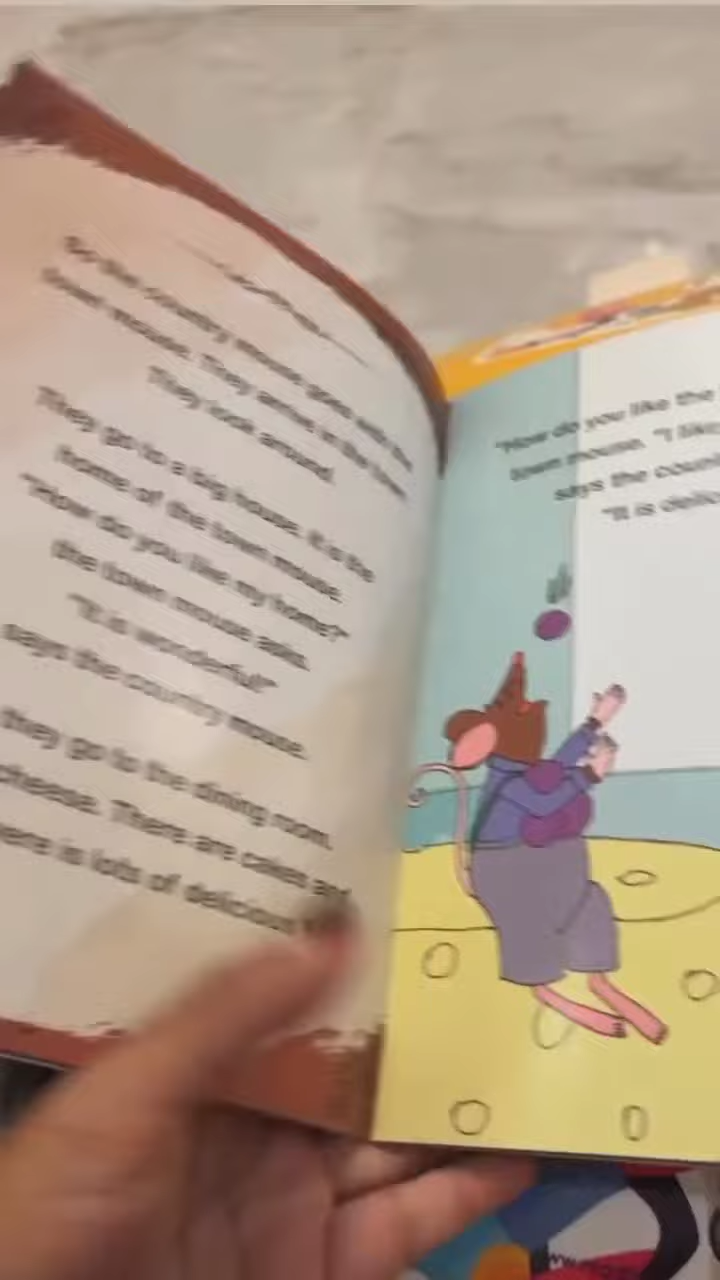 So the country mouse goes with the
town mouse. They arrive in the town.
They look around.
They go to a big house. It is the
home of the town mouse.
"How do you like my home?"
the town mouse asks.
"It is wonderful!"
says the country mouse.
they go to the dining room.
cheese. There are cakes and
is lots of delicious
"How do you like the
town mouse. "I like
says the
"It is